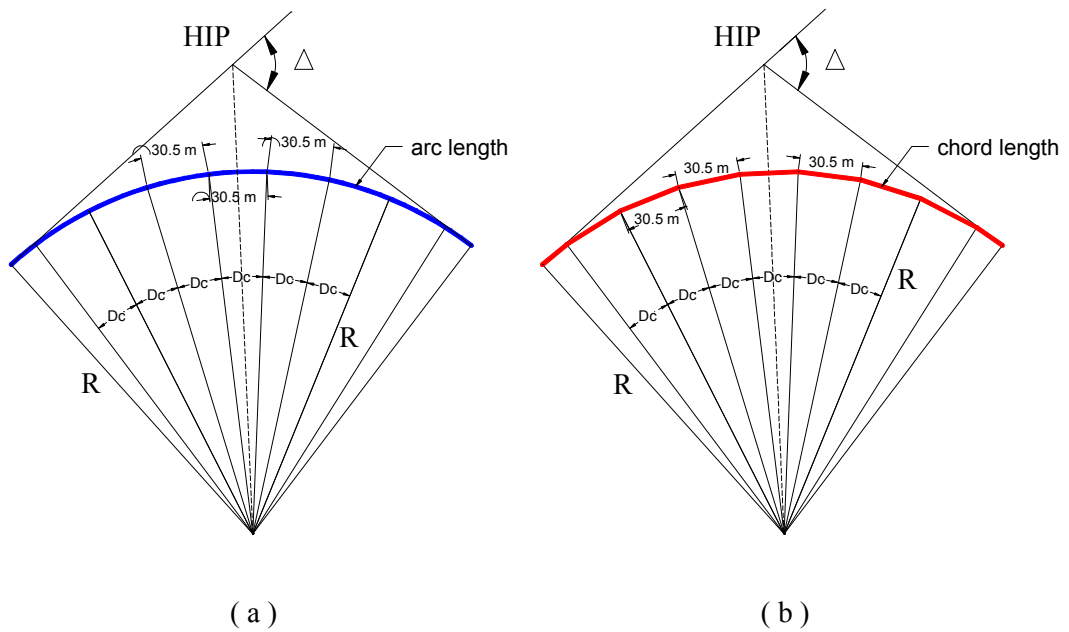 HIP
△
30.5 m
30.5 m
arc length
30.5 m
Dc
Dc
Dc
Dc
Dc
Dc
R
R
( a )
HIP
△
30.5 m
30.5 m
chord length
30.5 m
Dc
Dc
Dc
Dc
Dc
Dc
R
R
( b )